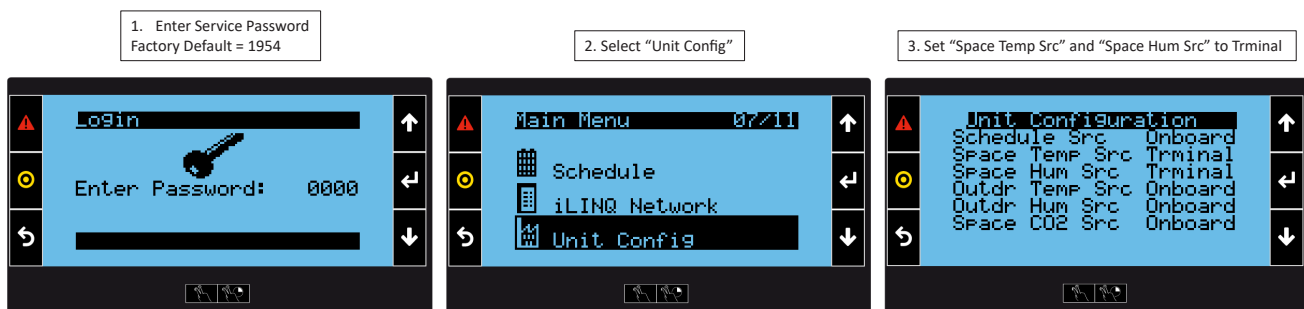 1. Enter Service Password
Factory Default = 1954
2. Select “Unit Config”
3. Set “Space Temp Src” and “Space Hum Src” to Trminal
Login
Enter Password: 0000
Main Menu 07/11
Schedule
iLINQ Network
Unit Config
Unit Configuration
Schedule Src Onboard
Space Temp Src Trminal
Space Hum Src Trminal
Outdr Temp Src Onboard
Outdr Hum Src Onboard
Space CO2 Src Onboard